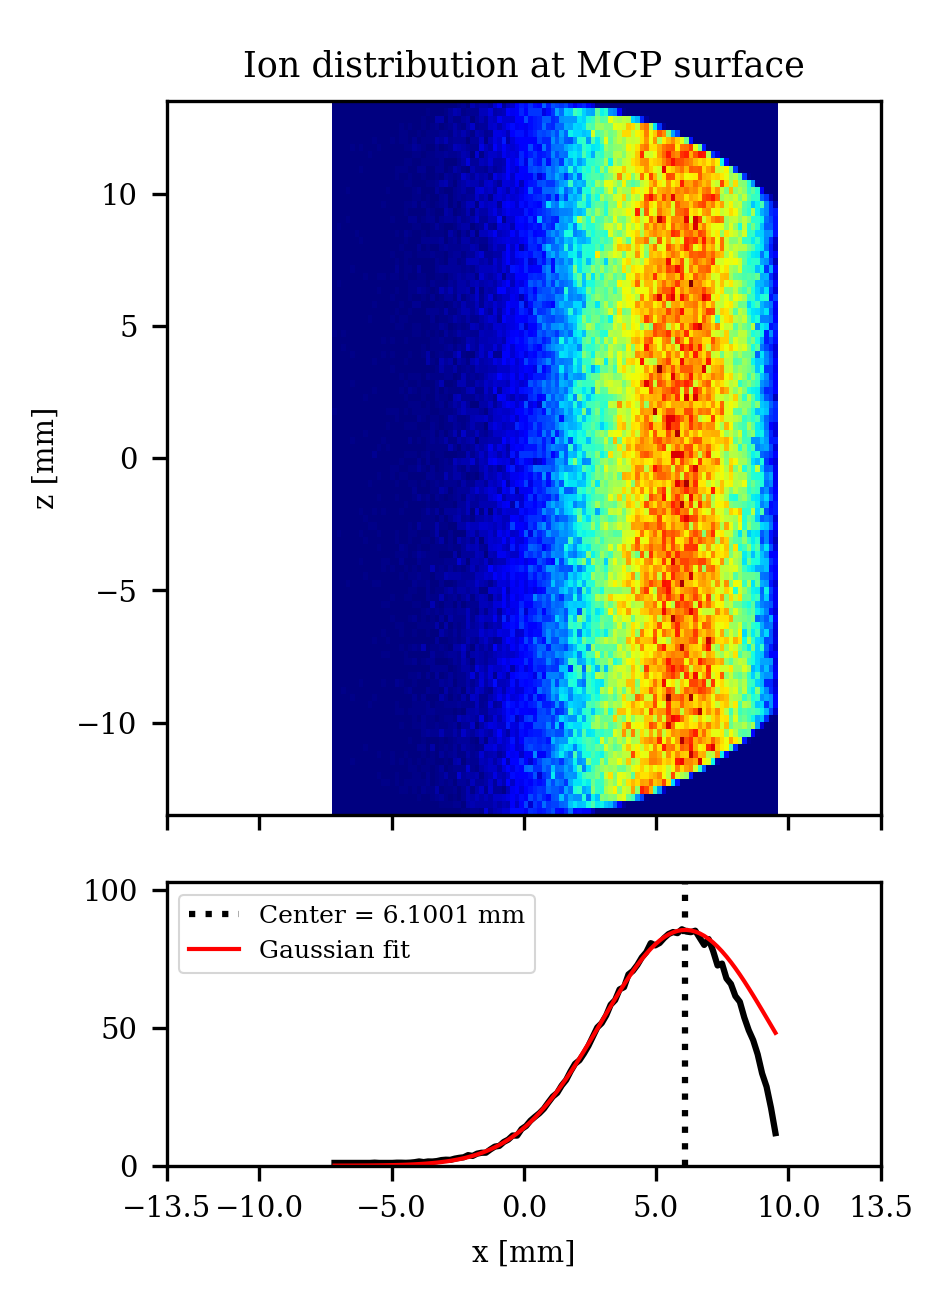 Ion distribution at MCP surface
10
5
0
−5
−10
z [mm]
100
50
0
Center = 6.1001 mm
Gaussian fit
−13.5 −10.0 −5.0 0.0 5.0 10.0 13.5
x [mm]